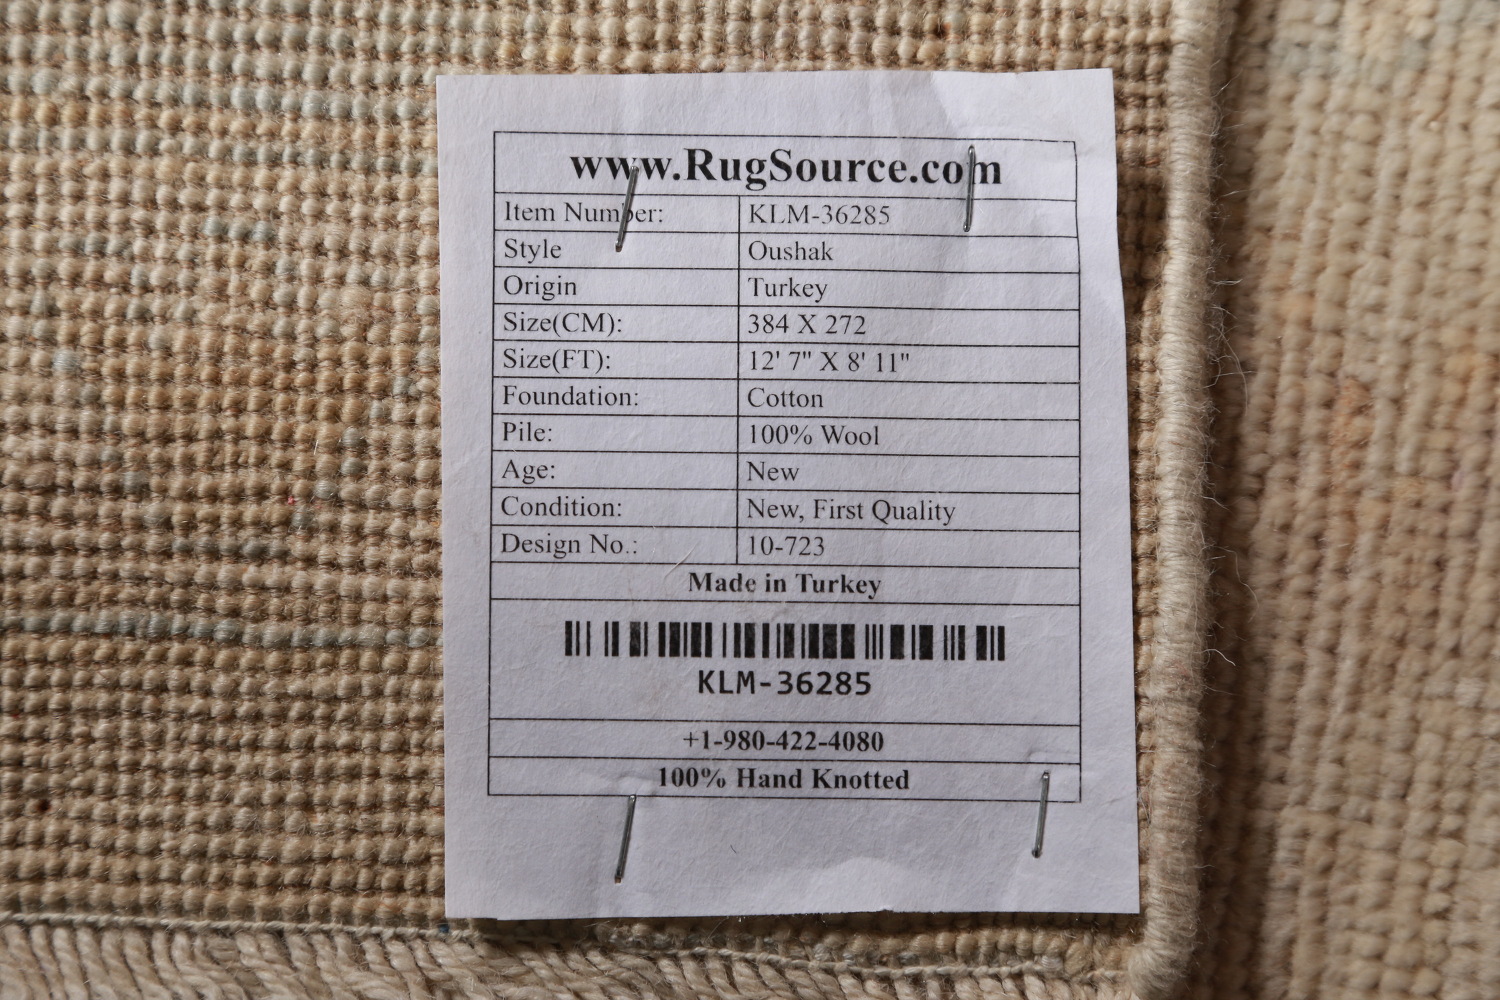 www.RugSource.com
Item Number: KLM-36285
Style Oushak
Origin Turkey
Size(CM): 384 X 272
Size(FT): 12' 7" X 8' 11"
Foundation: Cotton
Pile: 100% Wool
Age: New
Condition: New, First Quality
Design No.: 10-723
Made in Turkey
KLM-36285
+1-980-422-4080
100% Hand Knotted